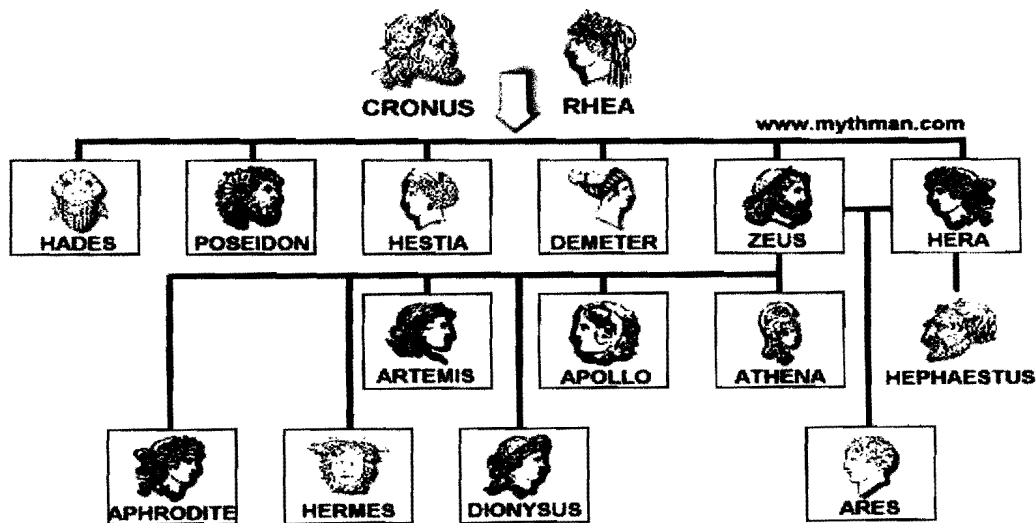 CRONUS
RHEA
www.mythman.com
HADES
POSEIDON
HESTIA
DEMETER
ZEUS
HERA
ARTEMIS
APOLLO
ATHENA
HEPHAESTUS
APHRODITE
HERMES
DIONYSUS
ARES